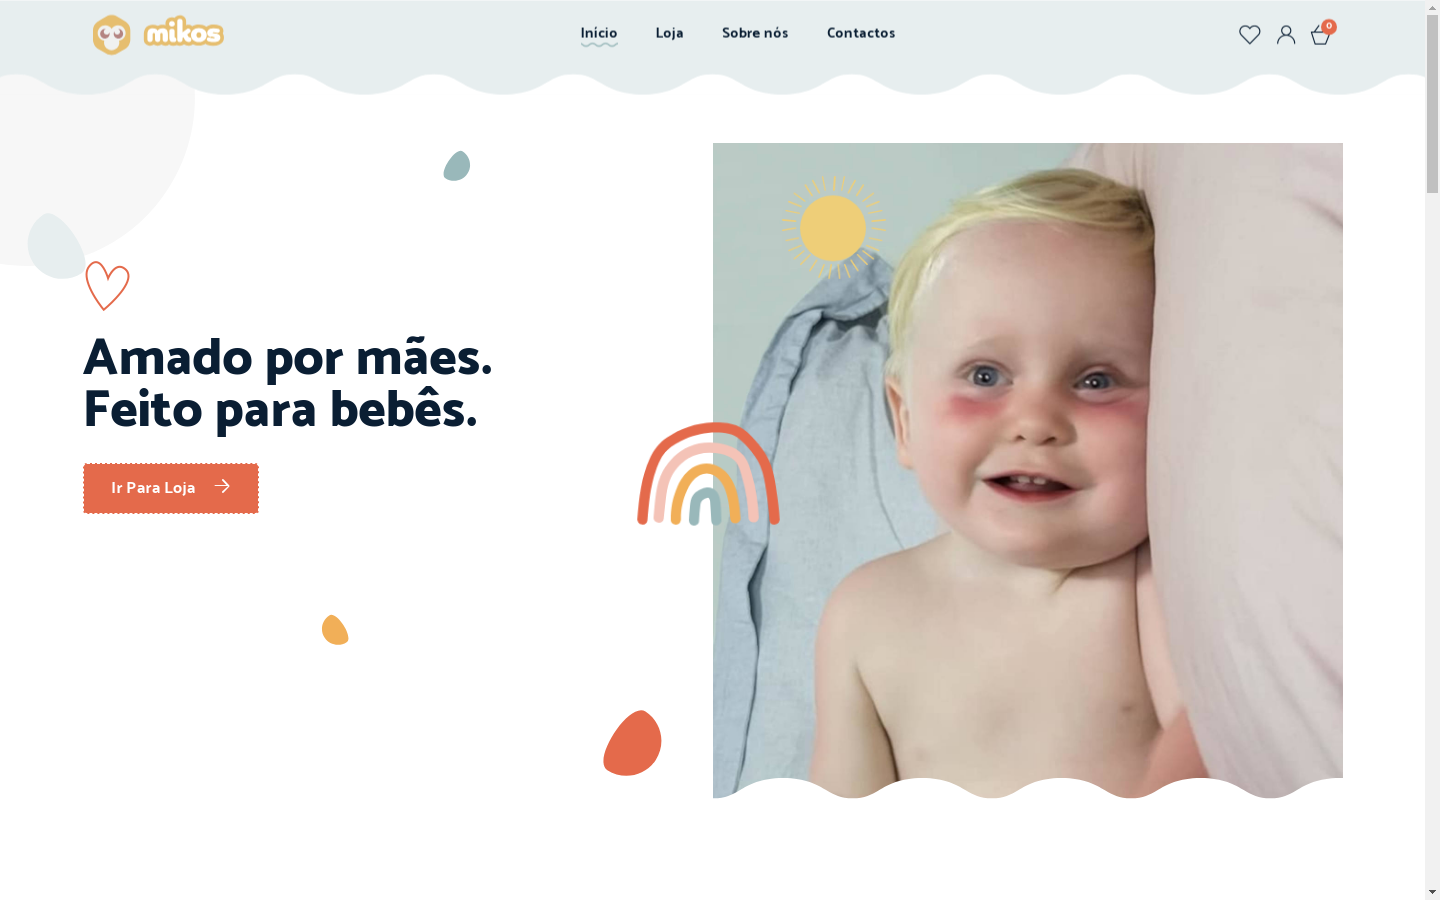 mikos
Início
Loja
Sobre nós
Contactos
0
Amado por mães.
Feito para bebês.
Ir Para Loja